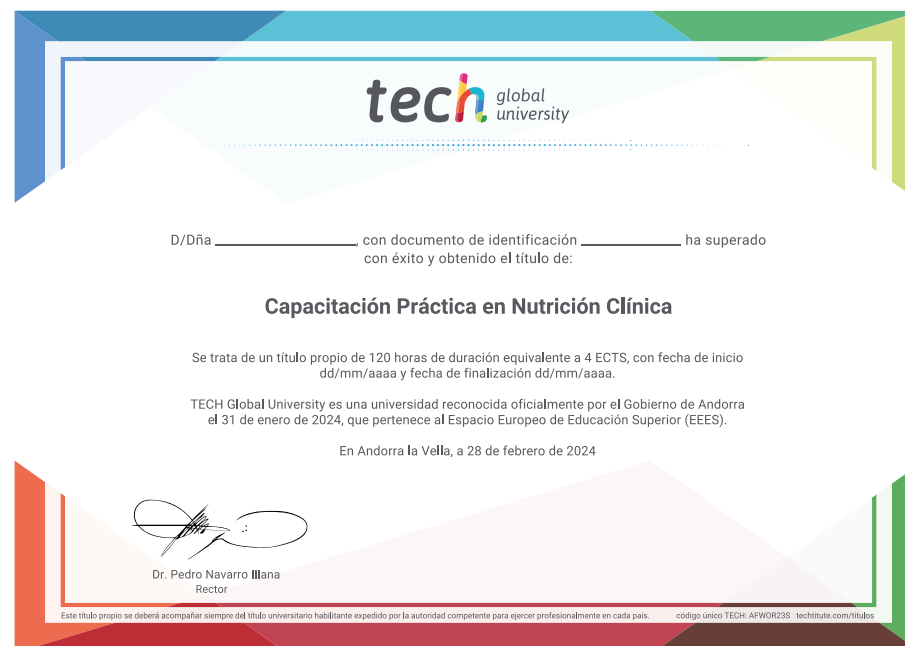 tech global university
D/Dña ____________________, con documento de identificación ______________ ha superado
con éxito y obtenido el título de:
Capacitación Práctica en Nutrición Clínica
Se trata de un título propio de 120 horas de duración equivalente a 4 ECTS, con fecha de inicio
dd/mm/aaaa y fecha de finalización dd/mm/aaaa.
TECH Global University es una universidad reconocida oficialmente por el Gobierno de Andorra
el 31 de enero de 2024, que pertenece al Espacio Europeo de Educación Superior (EEES).
En Andorra la Vella, a 28 de febrero de 2024
Dr. Pedro Navarro Illana
Rector
Este título propio se deberá acompañar siempre del título universitario habilitante expedido por la autoridad competente para ejercer profesionalmente en cada país. código único TECH: AFWOR23S techtitute.com/titulos